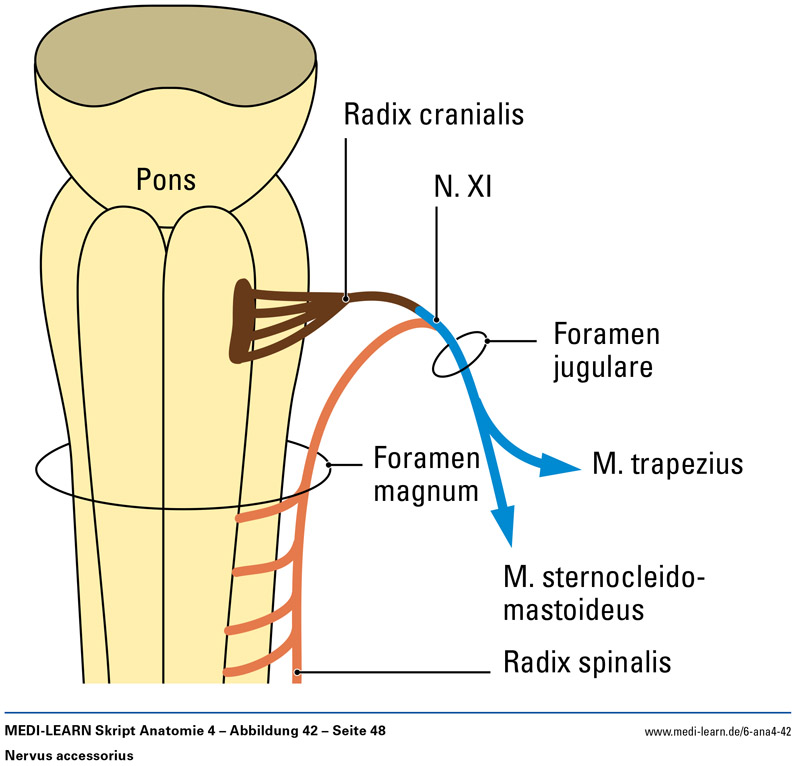 Radix cranialis
N. XI
Pons
Foramen
jugulare
Foramen
magnum
M. trapezius
M. sternocleido-
mastoideus
Radix spinalis
MEDI-LEARN Skript Anatomie 4 – Abbildung 42 – Seite 48
www.medi-learn.de/6-ana4-42
Nervus accessorius